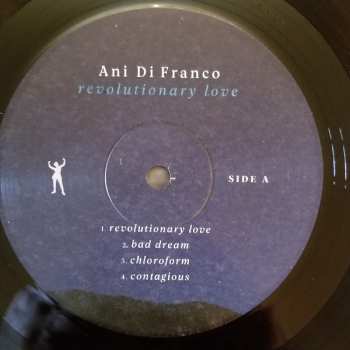 Ani Di Franco
revolutionary love
SIDE A
1. revolutionary love
2. bad dream
3. chloroform
4. contagious